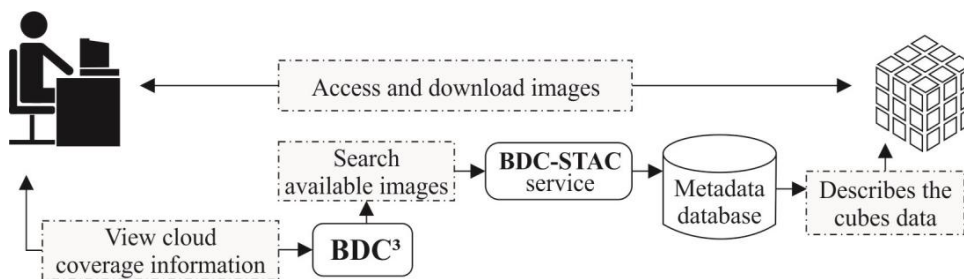 Access and download images
Search
available images
BDC-STAC
service
Metadata
database
Describes the
cubes data
View cloud
coverage information
BDC³